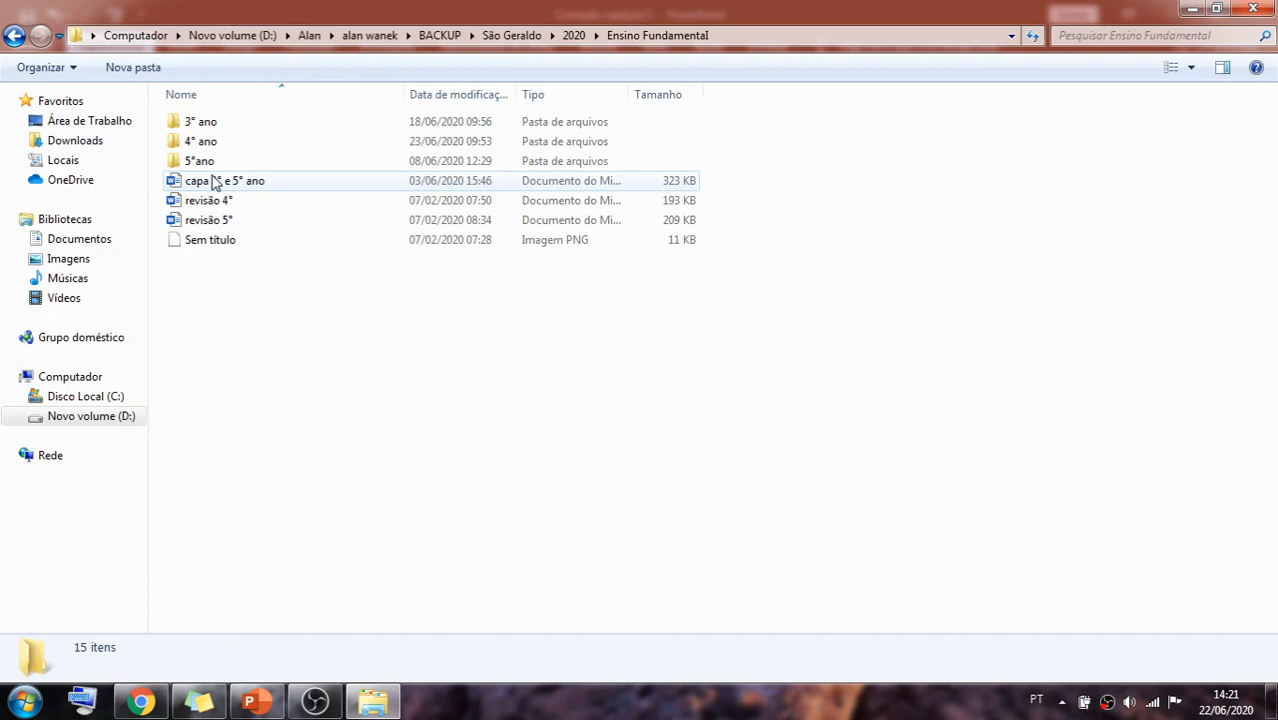 Computador Novo volume (D:) Alan alan wanek BACKUP São Geraldo 2020 Ensino Fundamental Pesquisar Ensino Fundamental
Organizar Nova pasta
Nome Data de modificaç... Tipo Tamanho
Favoritos
Área de Trabalho
Downloads
Locais
OneDrive
Bibliotecas
Documentos
Imagens
Músicas
Vídeos
Grupo doméstico
Computador
Disco Local (C:)
Novo volume (D:)
Rede
3° ano 18/06/2020 09:56 Pasta de arquivos
4° ano 23/06/2020 09:53 Pasta de arquivos
5°ano 08/06/2020 12:29 Pasta de arquivos
capa e 5° ano 03/06/2020 15:46 Documento do Mi... 323 KB
revisão 4° 07/02/2020 07:50 Documento do Mi... 193 KB
revisão 5° 07/02/2020 08:34 Documento do Mi... 209 KB
Sem título 07/02/2020 07:28 Imagem PNG 11 KB
15 itens
PT 14:21
22/06/2020